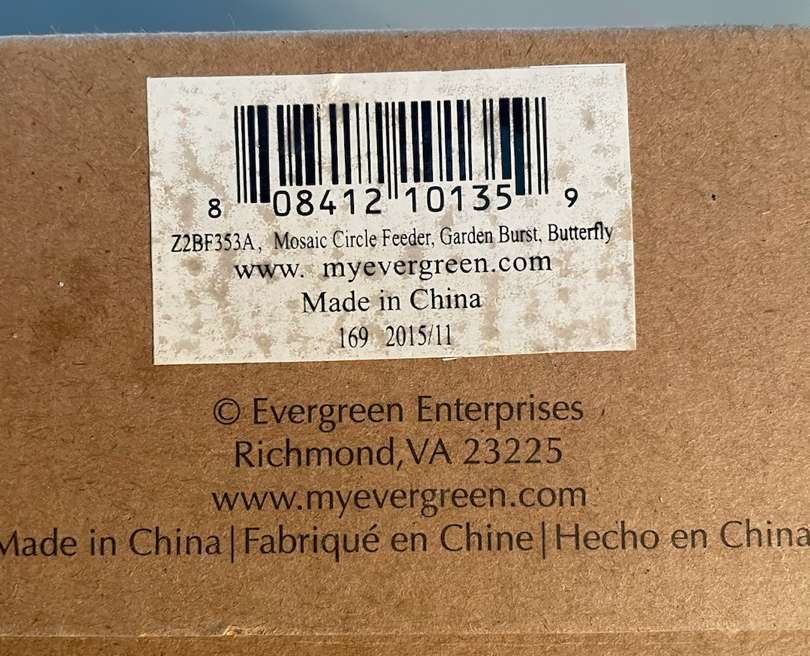 8 08412 10135 9
Z2BF353A, Mosaic Circle Feeder, Garden Burst, Butterfly
www. myevergreen.com
Made in China
169 2015/11
© Evergreen Enterprises
Richmond,VA 23225
www.myevergreen.com
Made in China|Fabriqué en Chine|Hecho en China